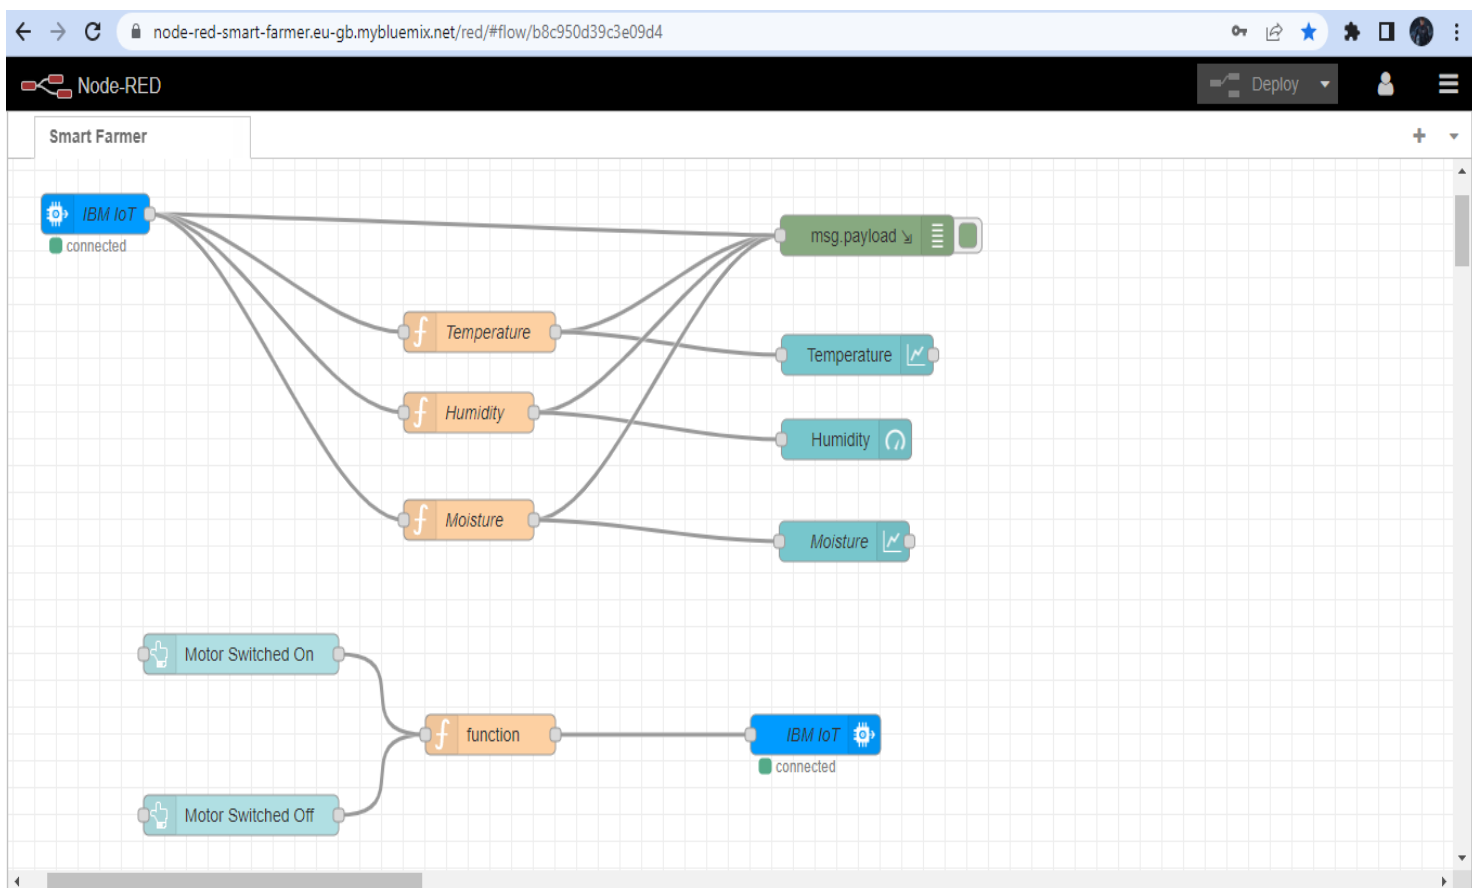 node-red-smart-farmer.eu-gb.mybluemix.net/red/#flow/b8c950d39c3e09d4
Node-RED
Deploy
Smart Farmer
IBM IoT
connected
msg.payload
Temperature
Temperature
Humidity
Humidity
Moisture
Moisture
Motor Switched On
function
IBM IoT
connected
Motor Switched Off